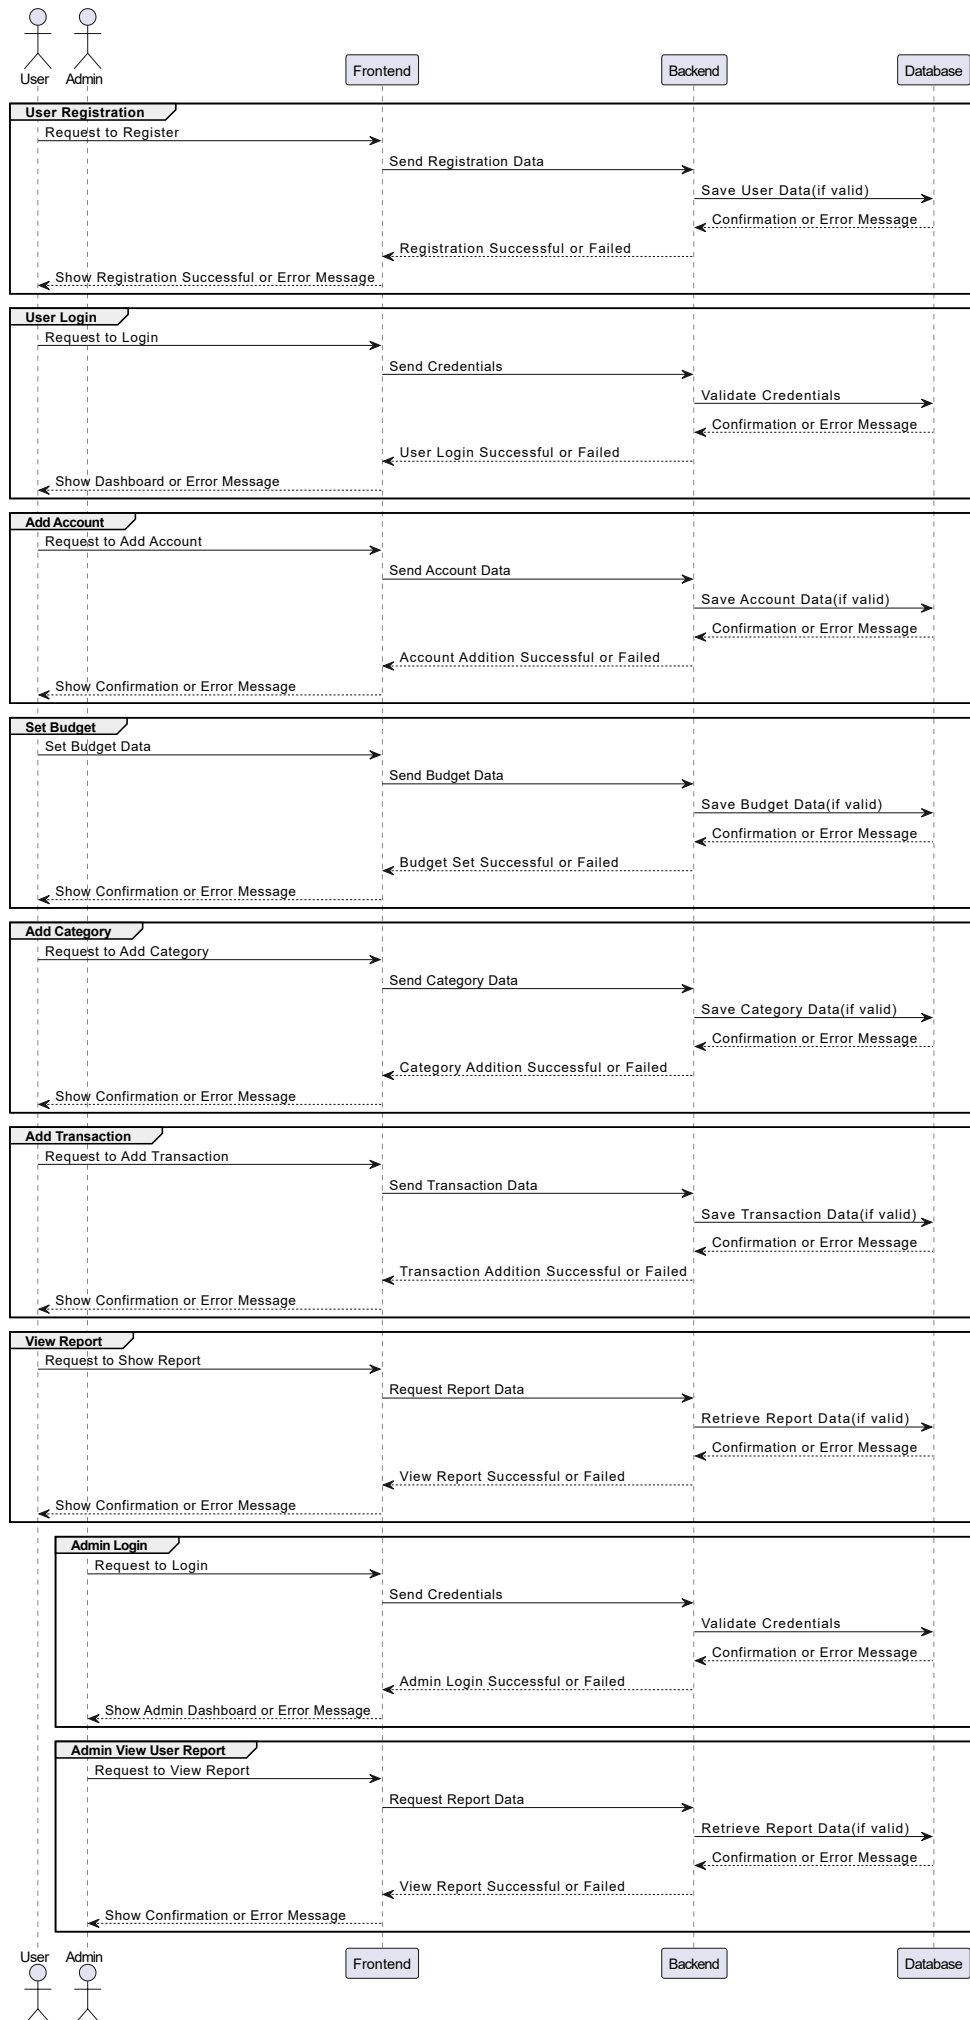 User Admin Frontend Backend Database
User Registration
Request to Register
Send Registration Data
Save User Data(if valid)
Confirmation or Error Message
Registration Successful or Failed
Show Registration Successful or Error Message
User Login
Request to Login
Send Credentials
Validate Credentials
Confirmation or Error Message
User Login Successful or Failed
Show Dashboard or Error Message
Add Account
Request to Add Account
Send Account Data
Save Account Data(if valid)
Confirmation or Error Message
Account Addition Successful or Failed
Show Confirmation or Error Message
Set Budget
Set Budget Data
Send Budget Data
Save Budget Data(if valid)
Confirmation or Error Message
Budget Set Successful or Failed
Show Confirmation or Error Message
Add Category
Request to Add Category
Send Category Data
Save Category Data(if valid)
Confirmation or Error Message
Category Addition Successful or Failed
Show Confirmation or Error Message
Add Transaction
Request to Add Transaction
Send Transaction Data
Save Transaction Data(if valid)
Confirmation or Error Message
Transaction Addition Successful or Failed
Show Confirmation or Error Message
View Report
Request to Show Report
Request Report Data
Retrieve Report Data(if valid)
Confirmation or Error Message
View Report Successful or Failed
Show Confirmation or Error Message
Admin Login
Request to Login
Send Credentials
Validate Credentials
Confirmation or Error Message
Admin Login Successful or Failed
Show Admin Dashboard or Error Message
Admin View User Report
Request to View Report
Request Report Data
Retrieve Report Data(if valid)
Confirmation or Error Message
View Report Successful or Failed
Show Confirmation or Error Message
User Admin Frontend Backend Database